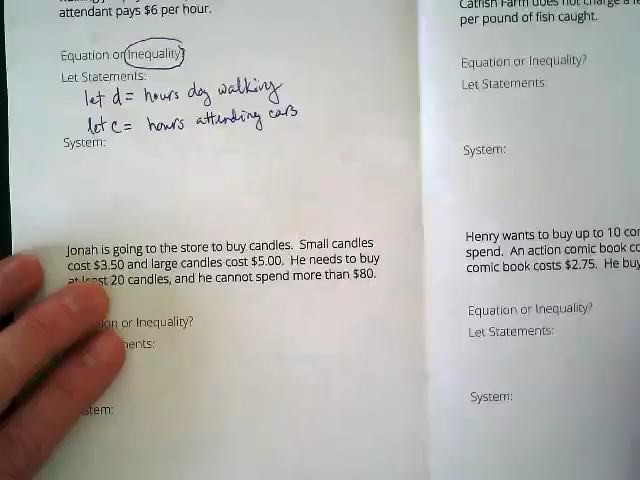 attendant pays $6 per hour.
Equation or Inequality?
Let Statements:
let d = hours dog walking
let c = hours attending cars
System:
Jonah is going to the store to buy candles. Small candles
cost $3.50 and large candles cost $5.00. He needs to buy
at least 20 candles, and he cannot spend more than $80.
or Inequality?
Catfish Farm does not charge a
per pound of fish caught.
Equation or Inequality?
Let Statements:
System:
Henry wants to buy up to 10
spend. An action comic book
comic book costs $2.75. He
Equation or Inequality?
Let Statements:
System: